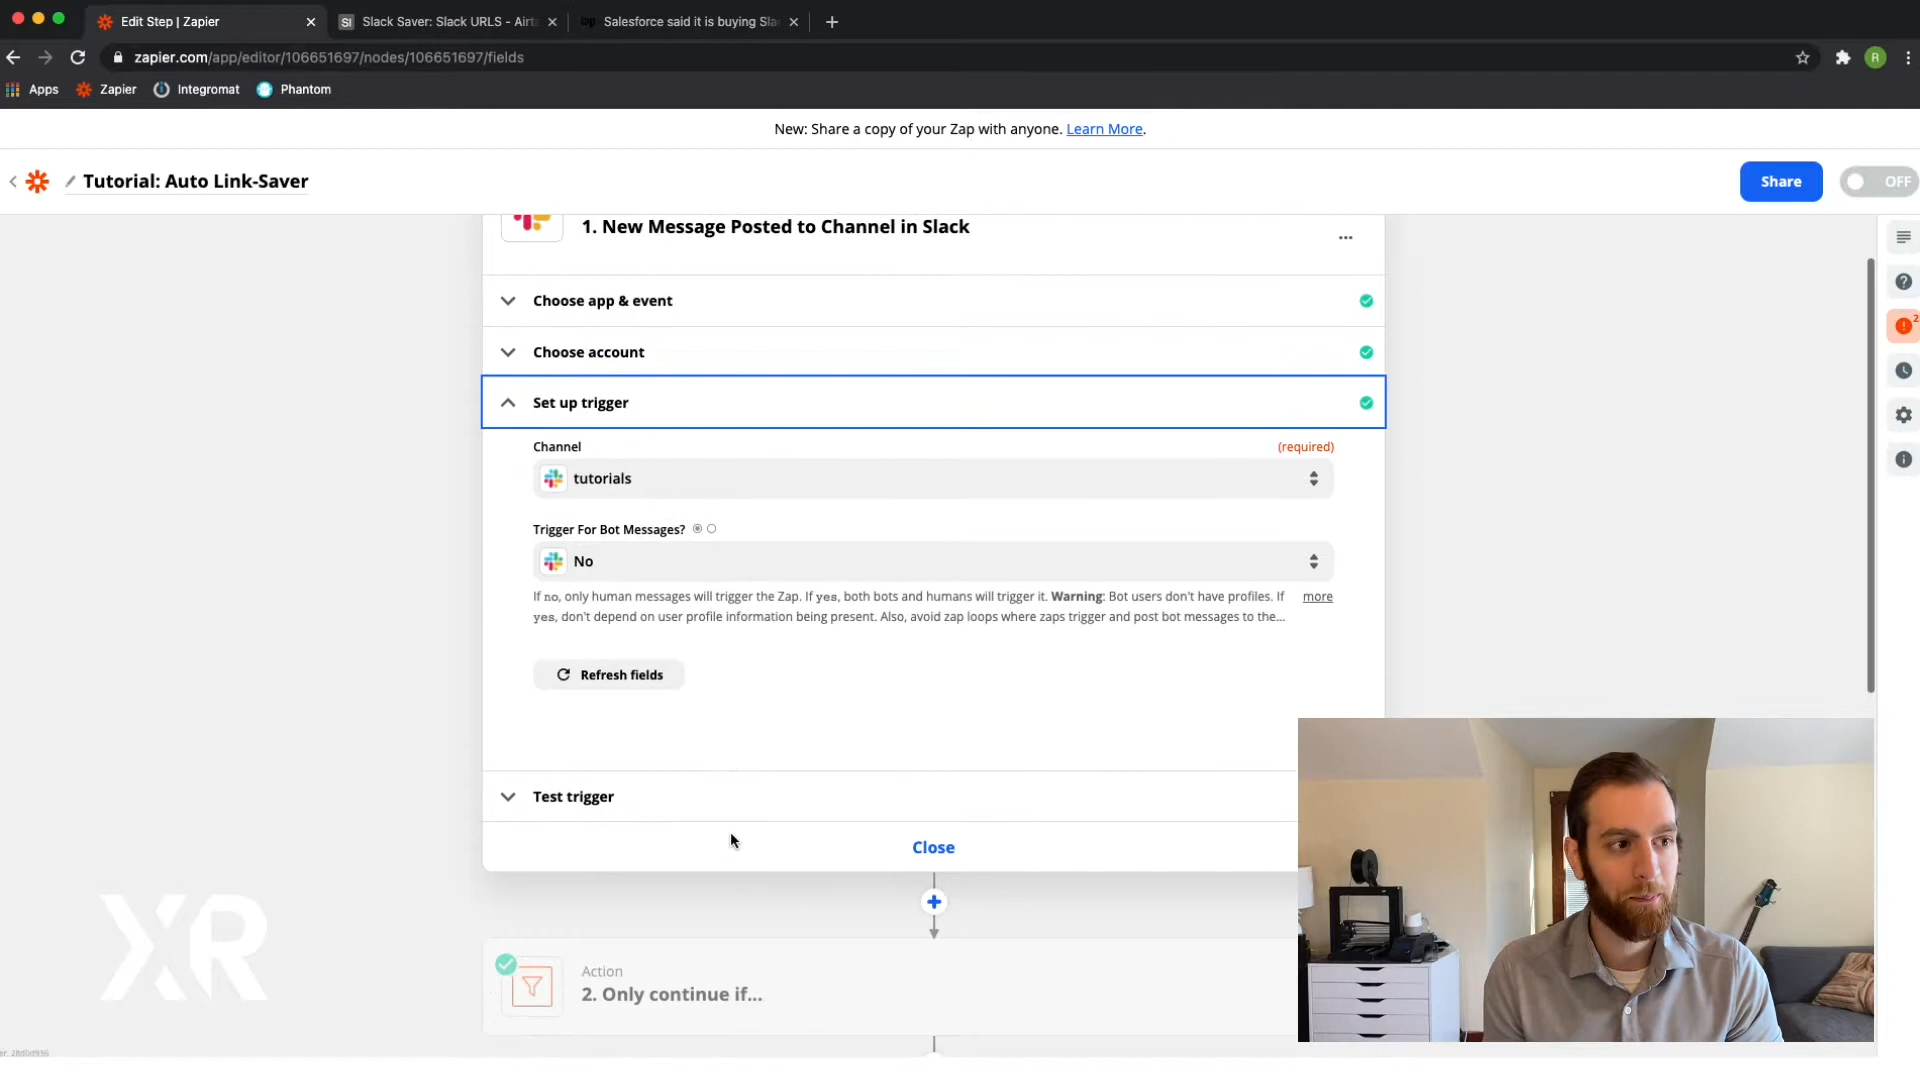 Edit Step | Zapier
Slack Saver: Slack URLS - Airta
Salesforce said it is buying Sla
zapier.com/app/editor/106651697/nodes/106651697/fields
R
Apps
Zapier
Integromat
Phantom
New: Share a copy of your Zap with anyone. Learn More.
Tutorial: Auto Link-Saver
Share
OFF
1. New Message Posted to Channel in Slack
...
Choose app & event
Choose account
2
Set up trigger
Channel
(required)
tutorials
Trigger For Bot Messages?
No
If no, only human messages will trigger the Zap. If yes, both bots and humans will trigger it. Warning: Bot users don't have profiles. If
more
yes, don't depend on user profile information being present. Also, avoid zap loops where zaps trigger and post bot messages to the...
Refresh fields
Test trigger
Close
XR
Action
2. Only continue if...